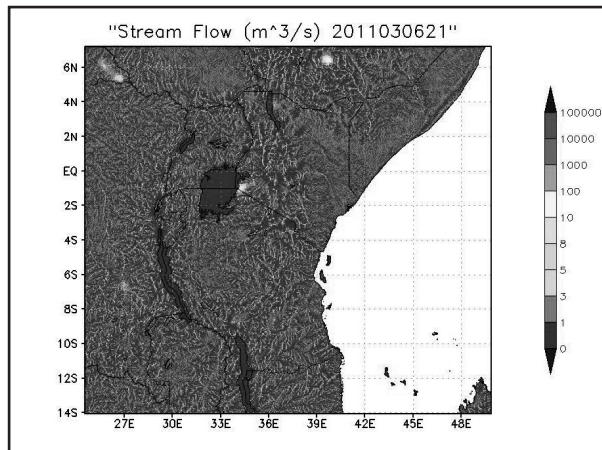 "Stream Flow (m^3/s) 2011030621"
6N
4N
2N
EQ
2S
4S
6S
8S
10S
12S
14S
27E 30E 33E 36E 39E 42E 45E 48E
100000
10000
1000
100
10
8
5
3
1
0